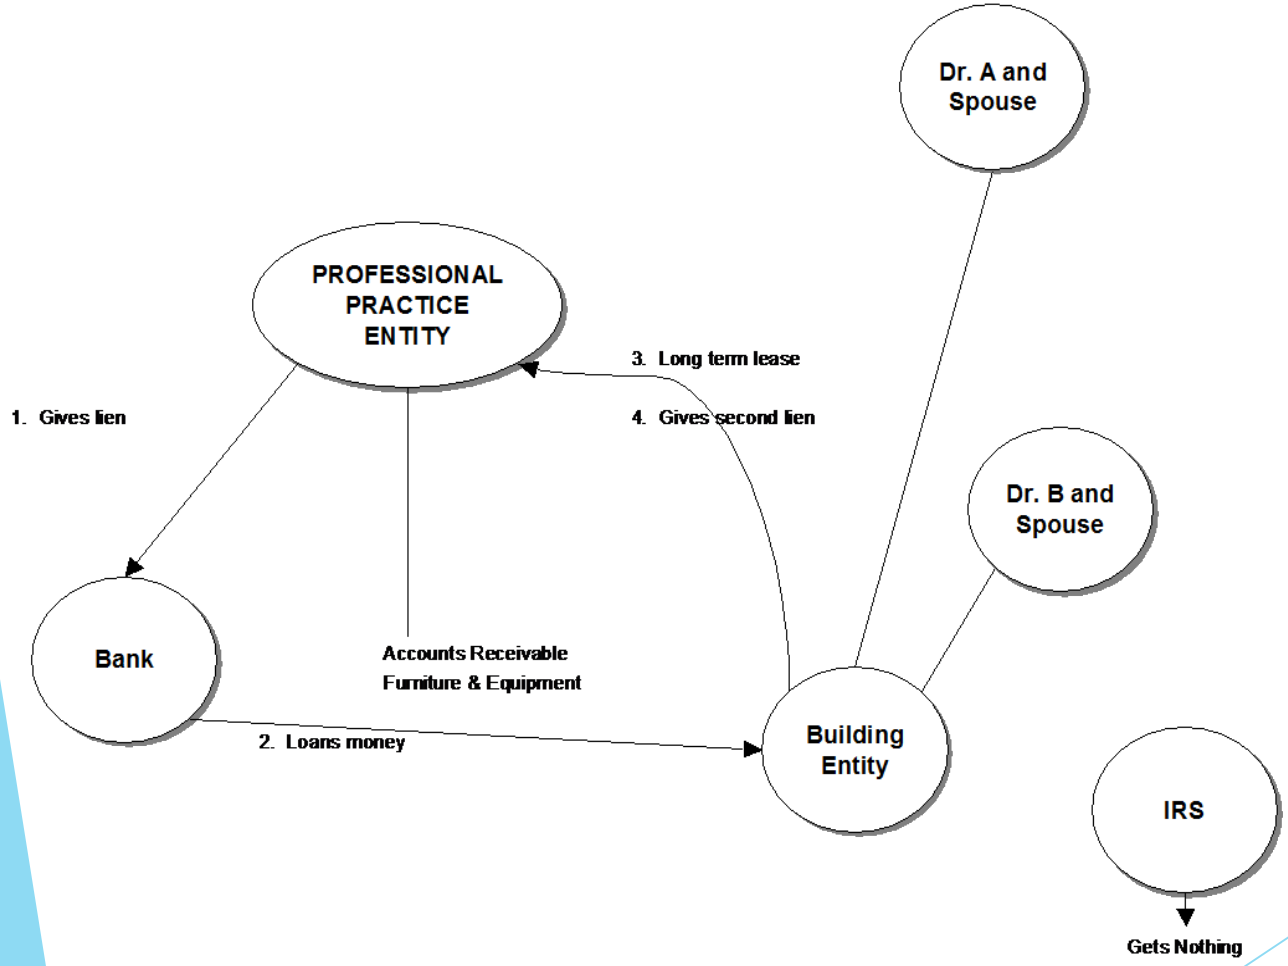 Dr. A and
Spouse
PROFESSIONAL
PRACTICE
ENTITY
3. Long term lease
1. Gives lien
4. Gives second lien
Dr. B and
Spouse
Bank
Accounts Receivable
Furniture & Equipment
2. Loans money
Building
Entity
IRS
Gets Nothing